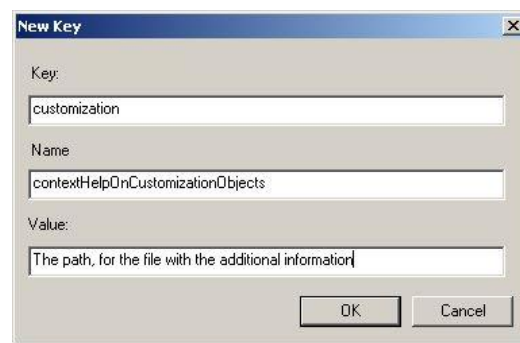 New Key
Key:
customization
Name
contextHelpOnCustomizationObjects
Value:
The path, for the file with the additional information
OK Cancel